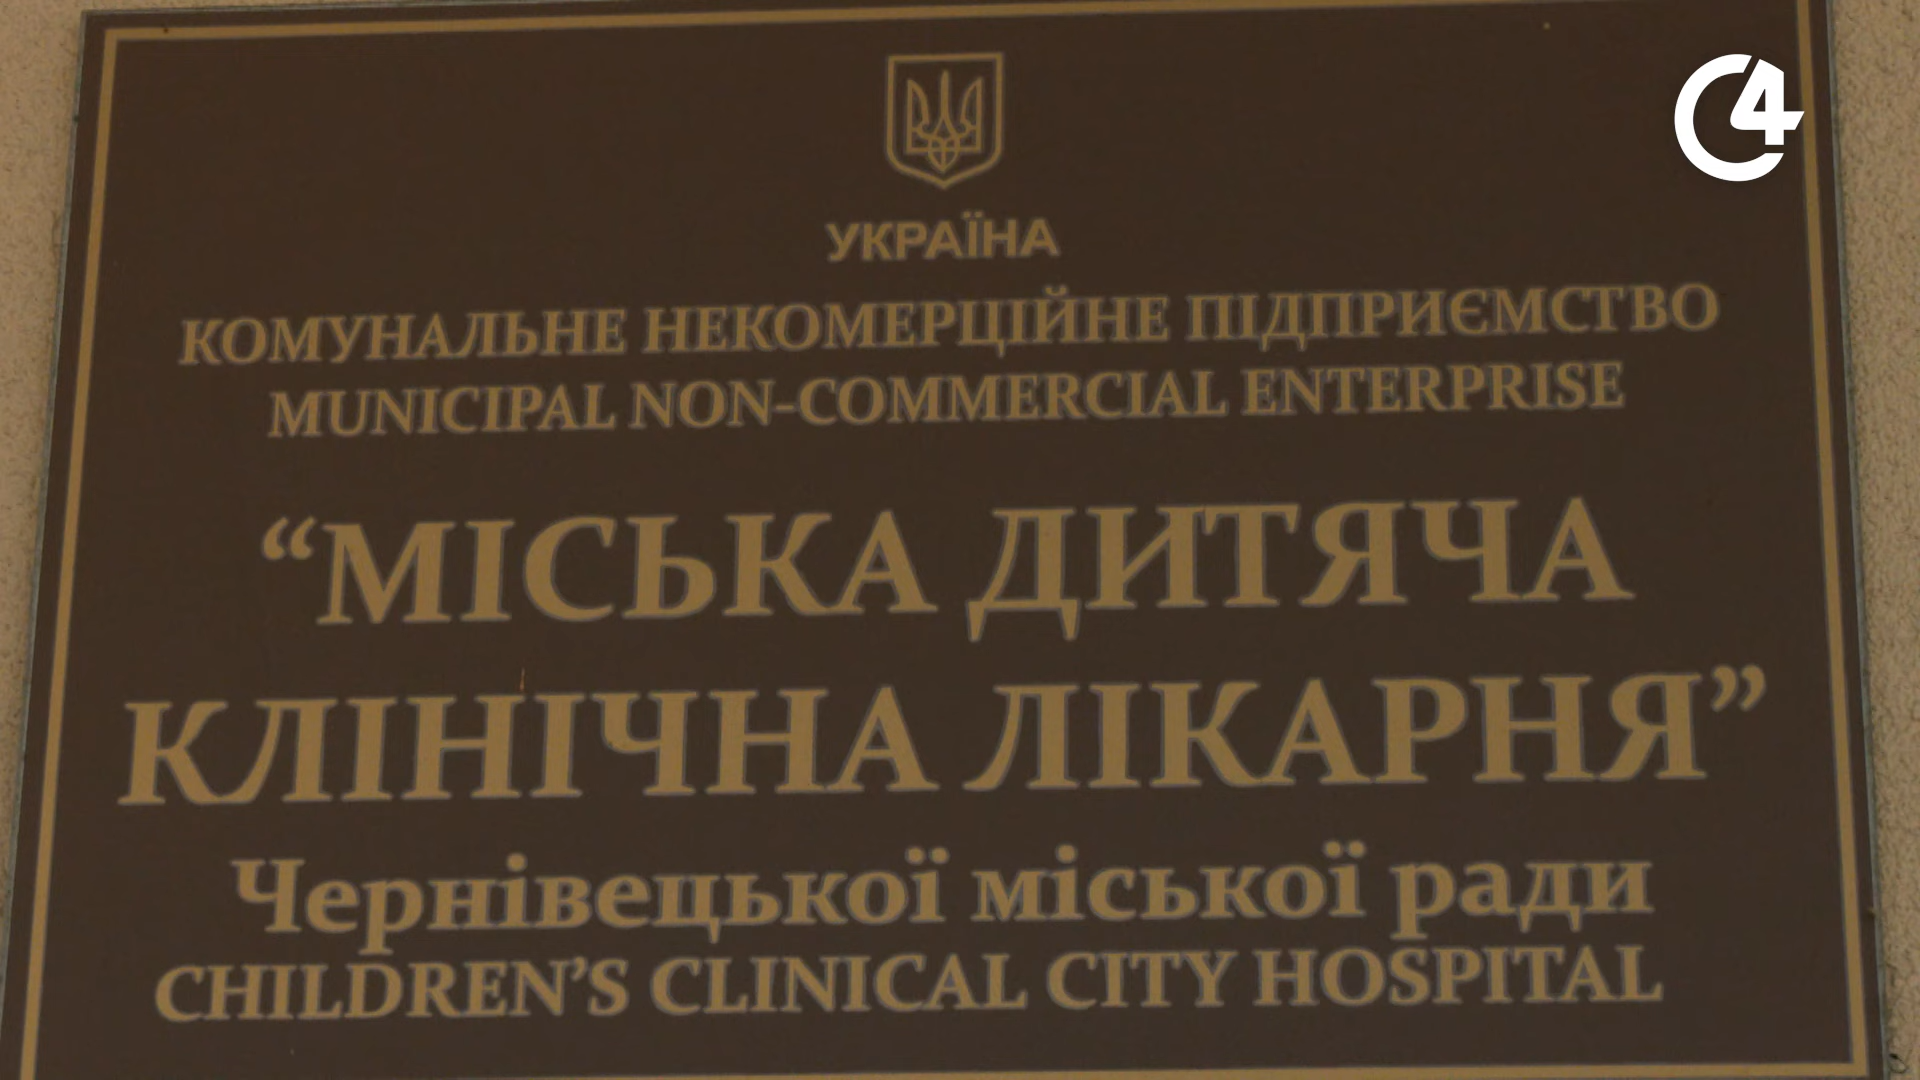 C4
УКРАЇНА
КОМУНАЛЬНЕ НЕКОМЕРЦІЙНЕ ПІДПРИЄМСТВО
MUNICIPAL NON-COMMERCIAL ENTERPRISE
“МІСЬКА ДИТЯЧА
КЛІНІЧНА ЛІКАРНЯ”
Чернівецької міської ради
CHILDREN’S CLINICAL CITY HOSPITAL